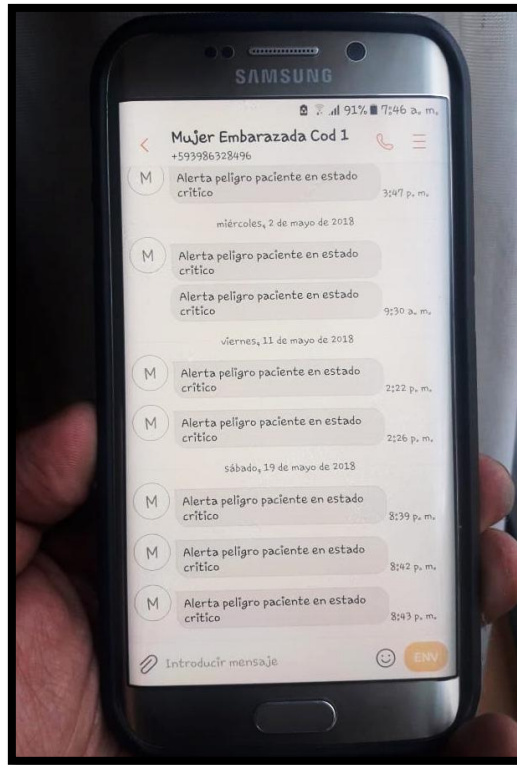 SAMSUNG
91% 7:46 a. m.
Mujer Embarazada Cod 1
+593986328496
M
Alerta peligro paciente en estado
critico
3:47 p. m.
miércoles, 2 de mayo de 2018
M
Alerta peligro paciente en estado
critico
Alerta peligro paciente en estado
critico
9:30 a. m.
viernes, 11 de mayo de 2018
M
Alerta peligro paciente en estado
critico
2:22 p. m.
M
Alerta peligro paciente en estado
critico
2:26 p. m.
sábado, 19 de mayo de 2018
M
Alerta peligro paciente en estado
critico
8:39 p. m.
M
Alerta peligro paciente en estado
critico
8:42 p. m.
M
Alerta peligro paciente en estado
critico
8:43 p. m.
Introducir mensaje
ENV